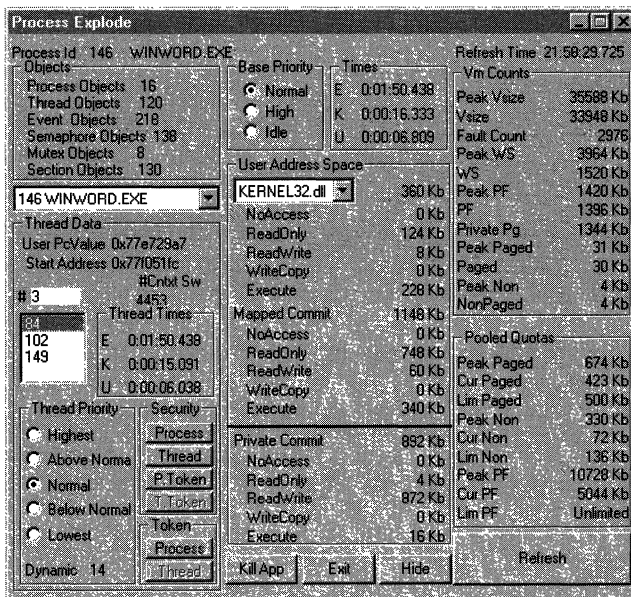 Process Explode
Process Id 146 WINWORD.EXE
Refresh Time 21:58:29.725
Objects
Process Objects 16
Thread Objects 120
Event Objects 218
Semaphore Objects 138
Mutex Objects 8
Section Objects 130
146 WINWORD.EXE
Thread Data
User PcValue 0x77e729a7
Start Address 0x77f051fc
#Cntxt Sw
4453
# 3
84
102
149
Thread Times
E 0:01:50.438
K 0:00:15.091
U 0:00:06.038
Thread Priority
Highest
Above Norma
Normal
Below Normal
Lowest
Dynamic 14
Security
Process
Thread
P.Token
T.Token
Token
Process
Thread
Base Priority
Normal
High
Idle
Times
E 0:01:50.438
K 0:00:16.333
U 0:00:06.809
User Address Space
KERNEL32.dll 360 Kb
NoAccess 0 Kb
ReadOnly 124 Kb
ReadWrite 8 Kb
WriteCopy 0 Kb
Execute 228 Kb
Mapped Commit 1148 Kb
NoAccess 0 Kb
ReadOnly 748 Kb
ReadWrite 60 Kb
WriteCopy 0 Kb
Execute 340 Kb
Private Commit 892 Kb
NoAccess 0 Kb
ReadOnly 4 Kb
ReadWrite 872 Kb
WriteCopy 0 Kb
Execute 16 Kb
Kill App
Exit
Hide
Vm Counts
Peak Vsize 35588 Kb
Vsize 33948 Kb
Fault Count 2976
Peak WS 3964 Kb
WS 1520 Kb
Peak PF 1420 Kb
PF 1396 Kb
Private Pg 1344 Kb
Peak Paged 31 Kb
Paged 30 Kb
Peak Non 4 Kb
NonPaged 4 Kb
Pooled Quotas
Peak Paged 674 Kb
Cur Paged 423 Kb
Lim Paged 500 Kb
Peak Non 330 Kb
Cur Non 72 Kb
Lim Non 136 Kb
Peak PF 10728 Kb
Cur PF 5044 Kb
Lim PF Unlimited
Refresh